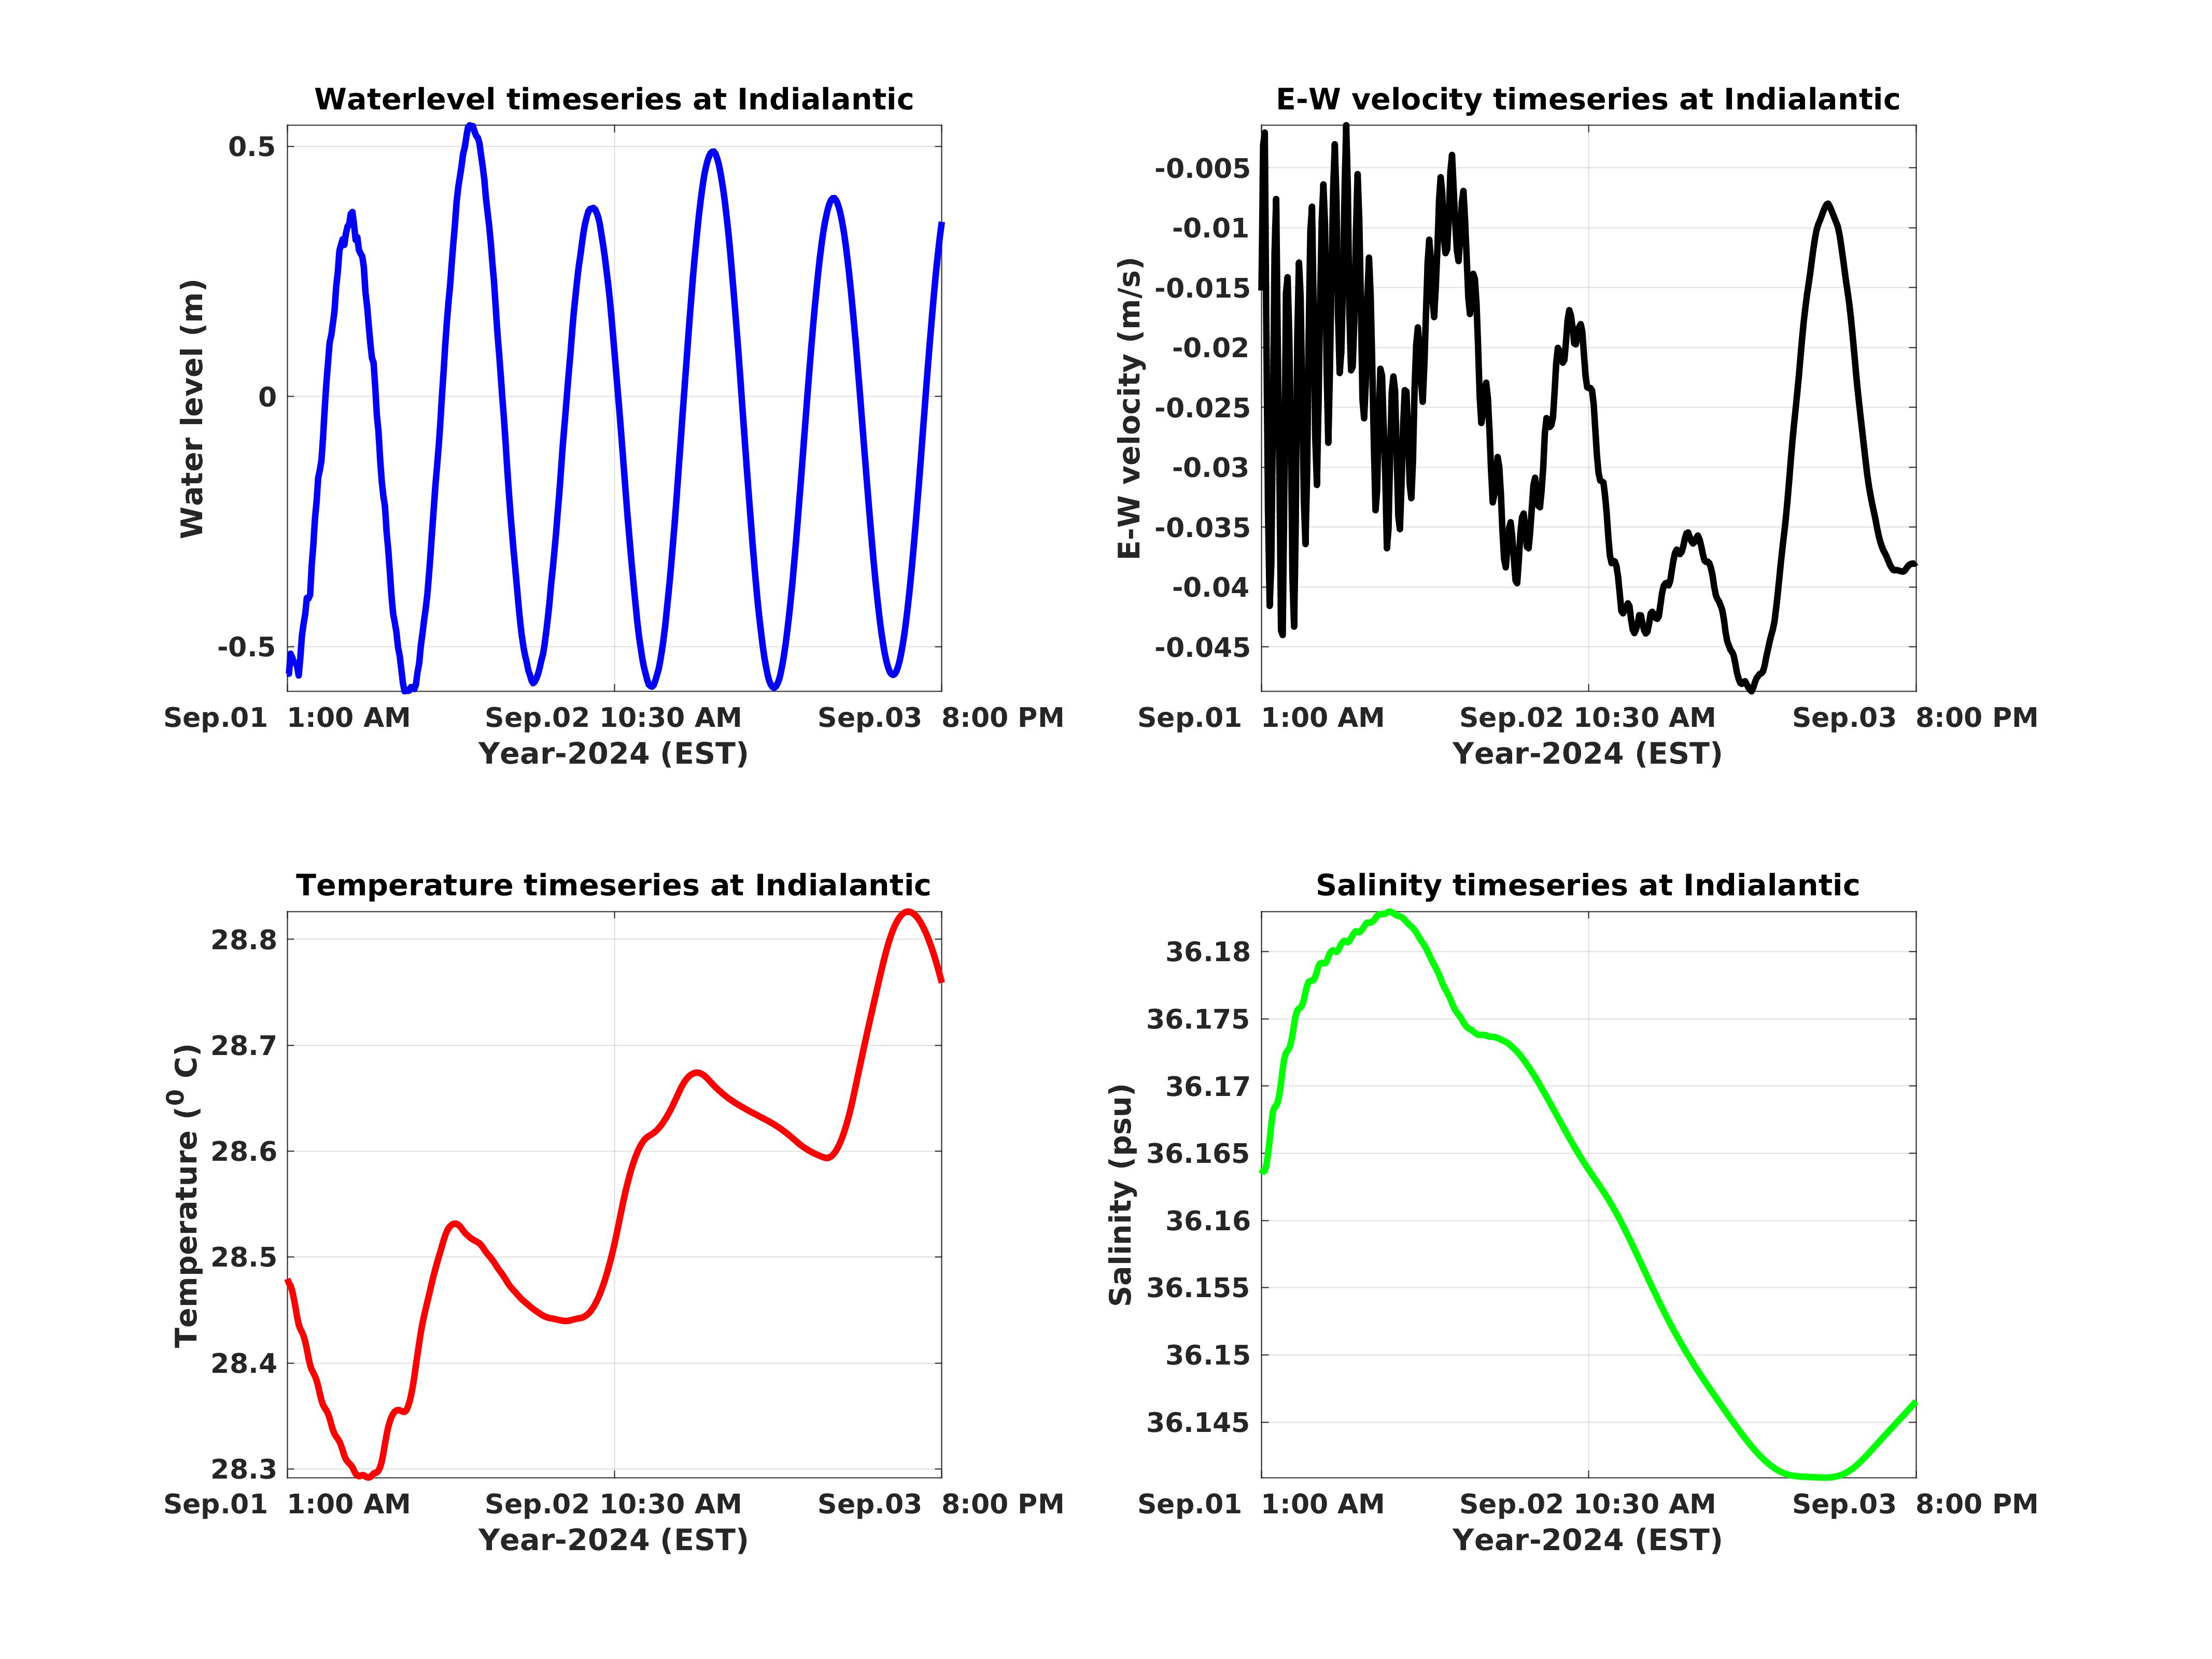 Waterlevel timeseries at Indialantic
0.5
0
-0.5
Water level (m)
Sep.01 1:00 AM Sep.02 10:30 AM Sep.03 8:00 PM
Year-2024 (EST)
E-W velocity timeseries at Indialantic
-0.005
-0.01
-0.015
-0.02
-0.025
-0.03
-0.035
-0.04
-0.045
E-W velocity (m/s)
Sep.01 1:00 AM Sep.02 10:30 AM Sep.03 8:00 PM
Year-2024 (EST)
Temperature timeseries at Indialantic
28.8
28.7
28.6
28.5
28.4
28.3
Temperature (⁰ C)
Sep.01 1:00 AM Sep.02 10:30 AM Sep.03 8:00 PM
Year-2024 (EST)
Salinity timeseries at Indialantic
36.18
36.175
36.17
36.165
36.16
36.155
36.15
36.145
Salinity (psu)
Sep.01 1:00 AM Sep.02 10:30 AM Sep.03 8:00 PM
Year-2024 (EST)